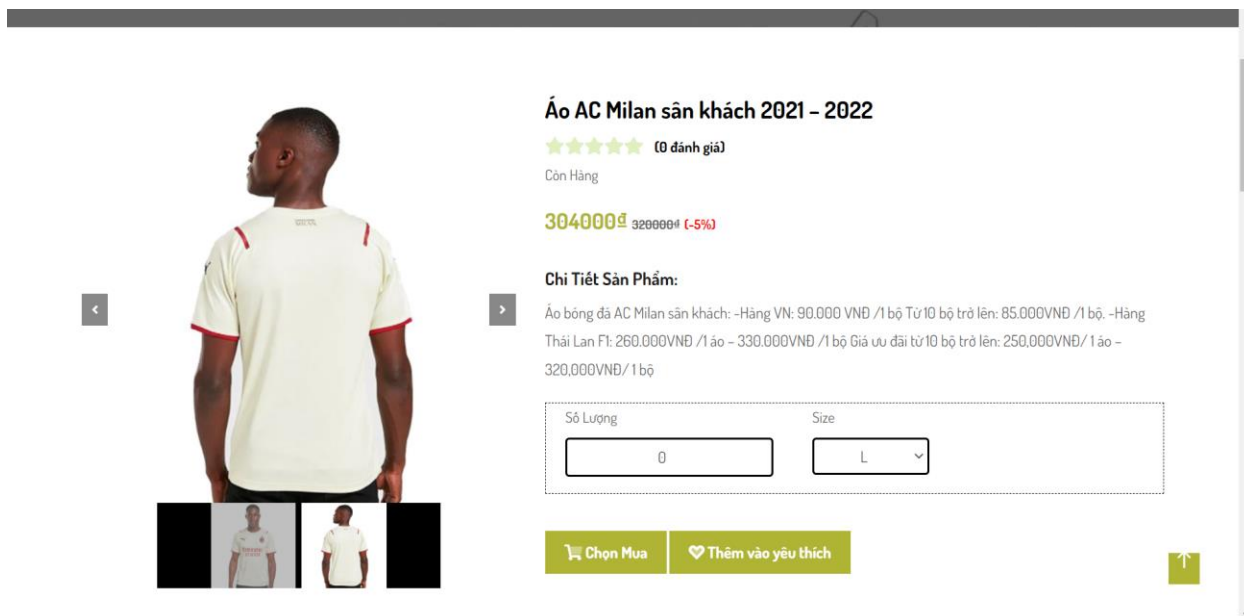 Áo AC Milan sân khách 2021 – 2022
(0 đánh giá)
Còn Hàng
304000₫ 320000₫ (-5%)
Chi Tiết Sản Phẩm:
Áo bóng đá AC Milan sân khách: -Hàng VN: 90.000 VNĐ /1 bộ Từ 10 bộ trở lên: 85.000VNĐ /1 bộ. -Hàng
Thái Lan F1: 260.000VNĐ /1 áo – 330.000VNĐ /1 bộ Giá ưu đãi từ 10 bộ trở lên: 250,000VNĐ/ 1 áo –
320,000VNĐ/ 1 bộ
Số Lượng Size
0 L
Chọn Mua Thêm vào yêu thích